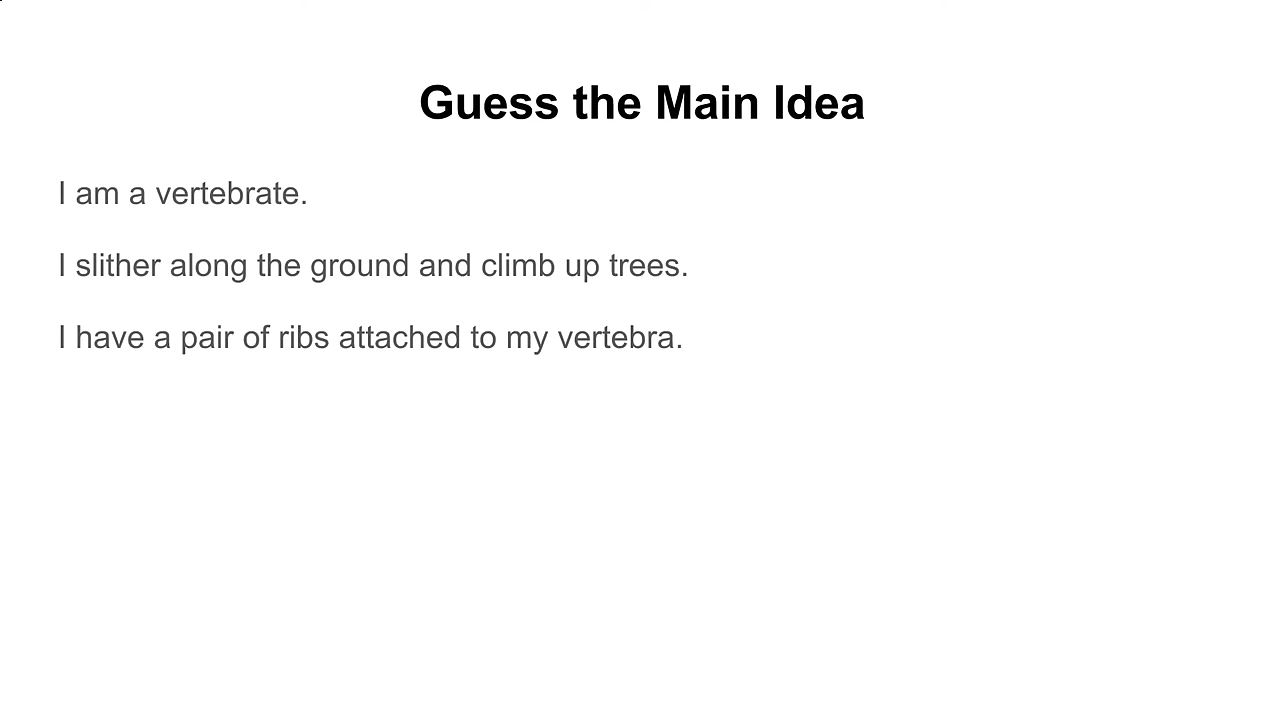 Guess the Main Idea
I am a vertebrate.
I slither along the ground and climb up trees.
I have a pair of ribs attached to my vertebra.